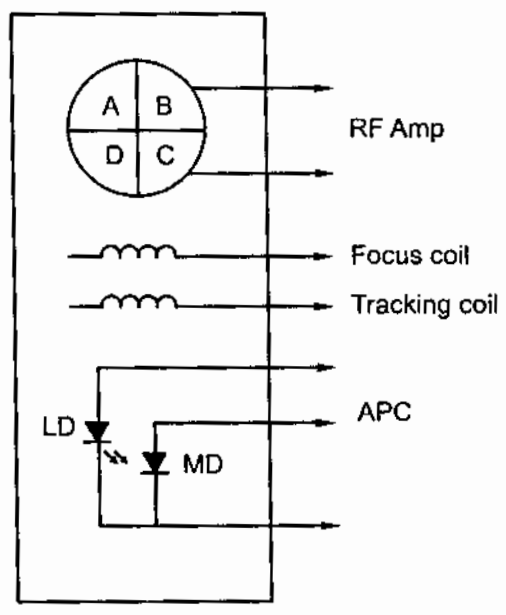 A B
D C
RF Amp
Focus coil
Tracking coil
LD
MD
APC